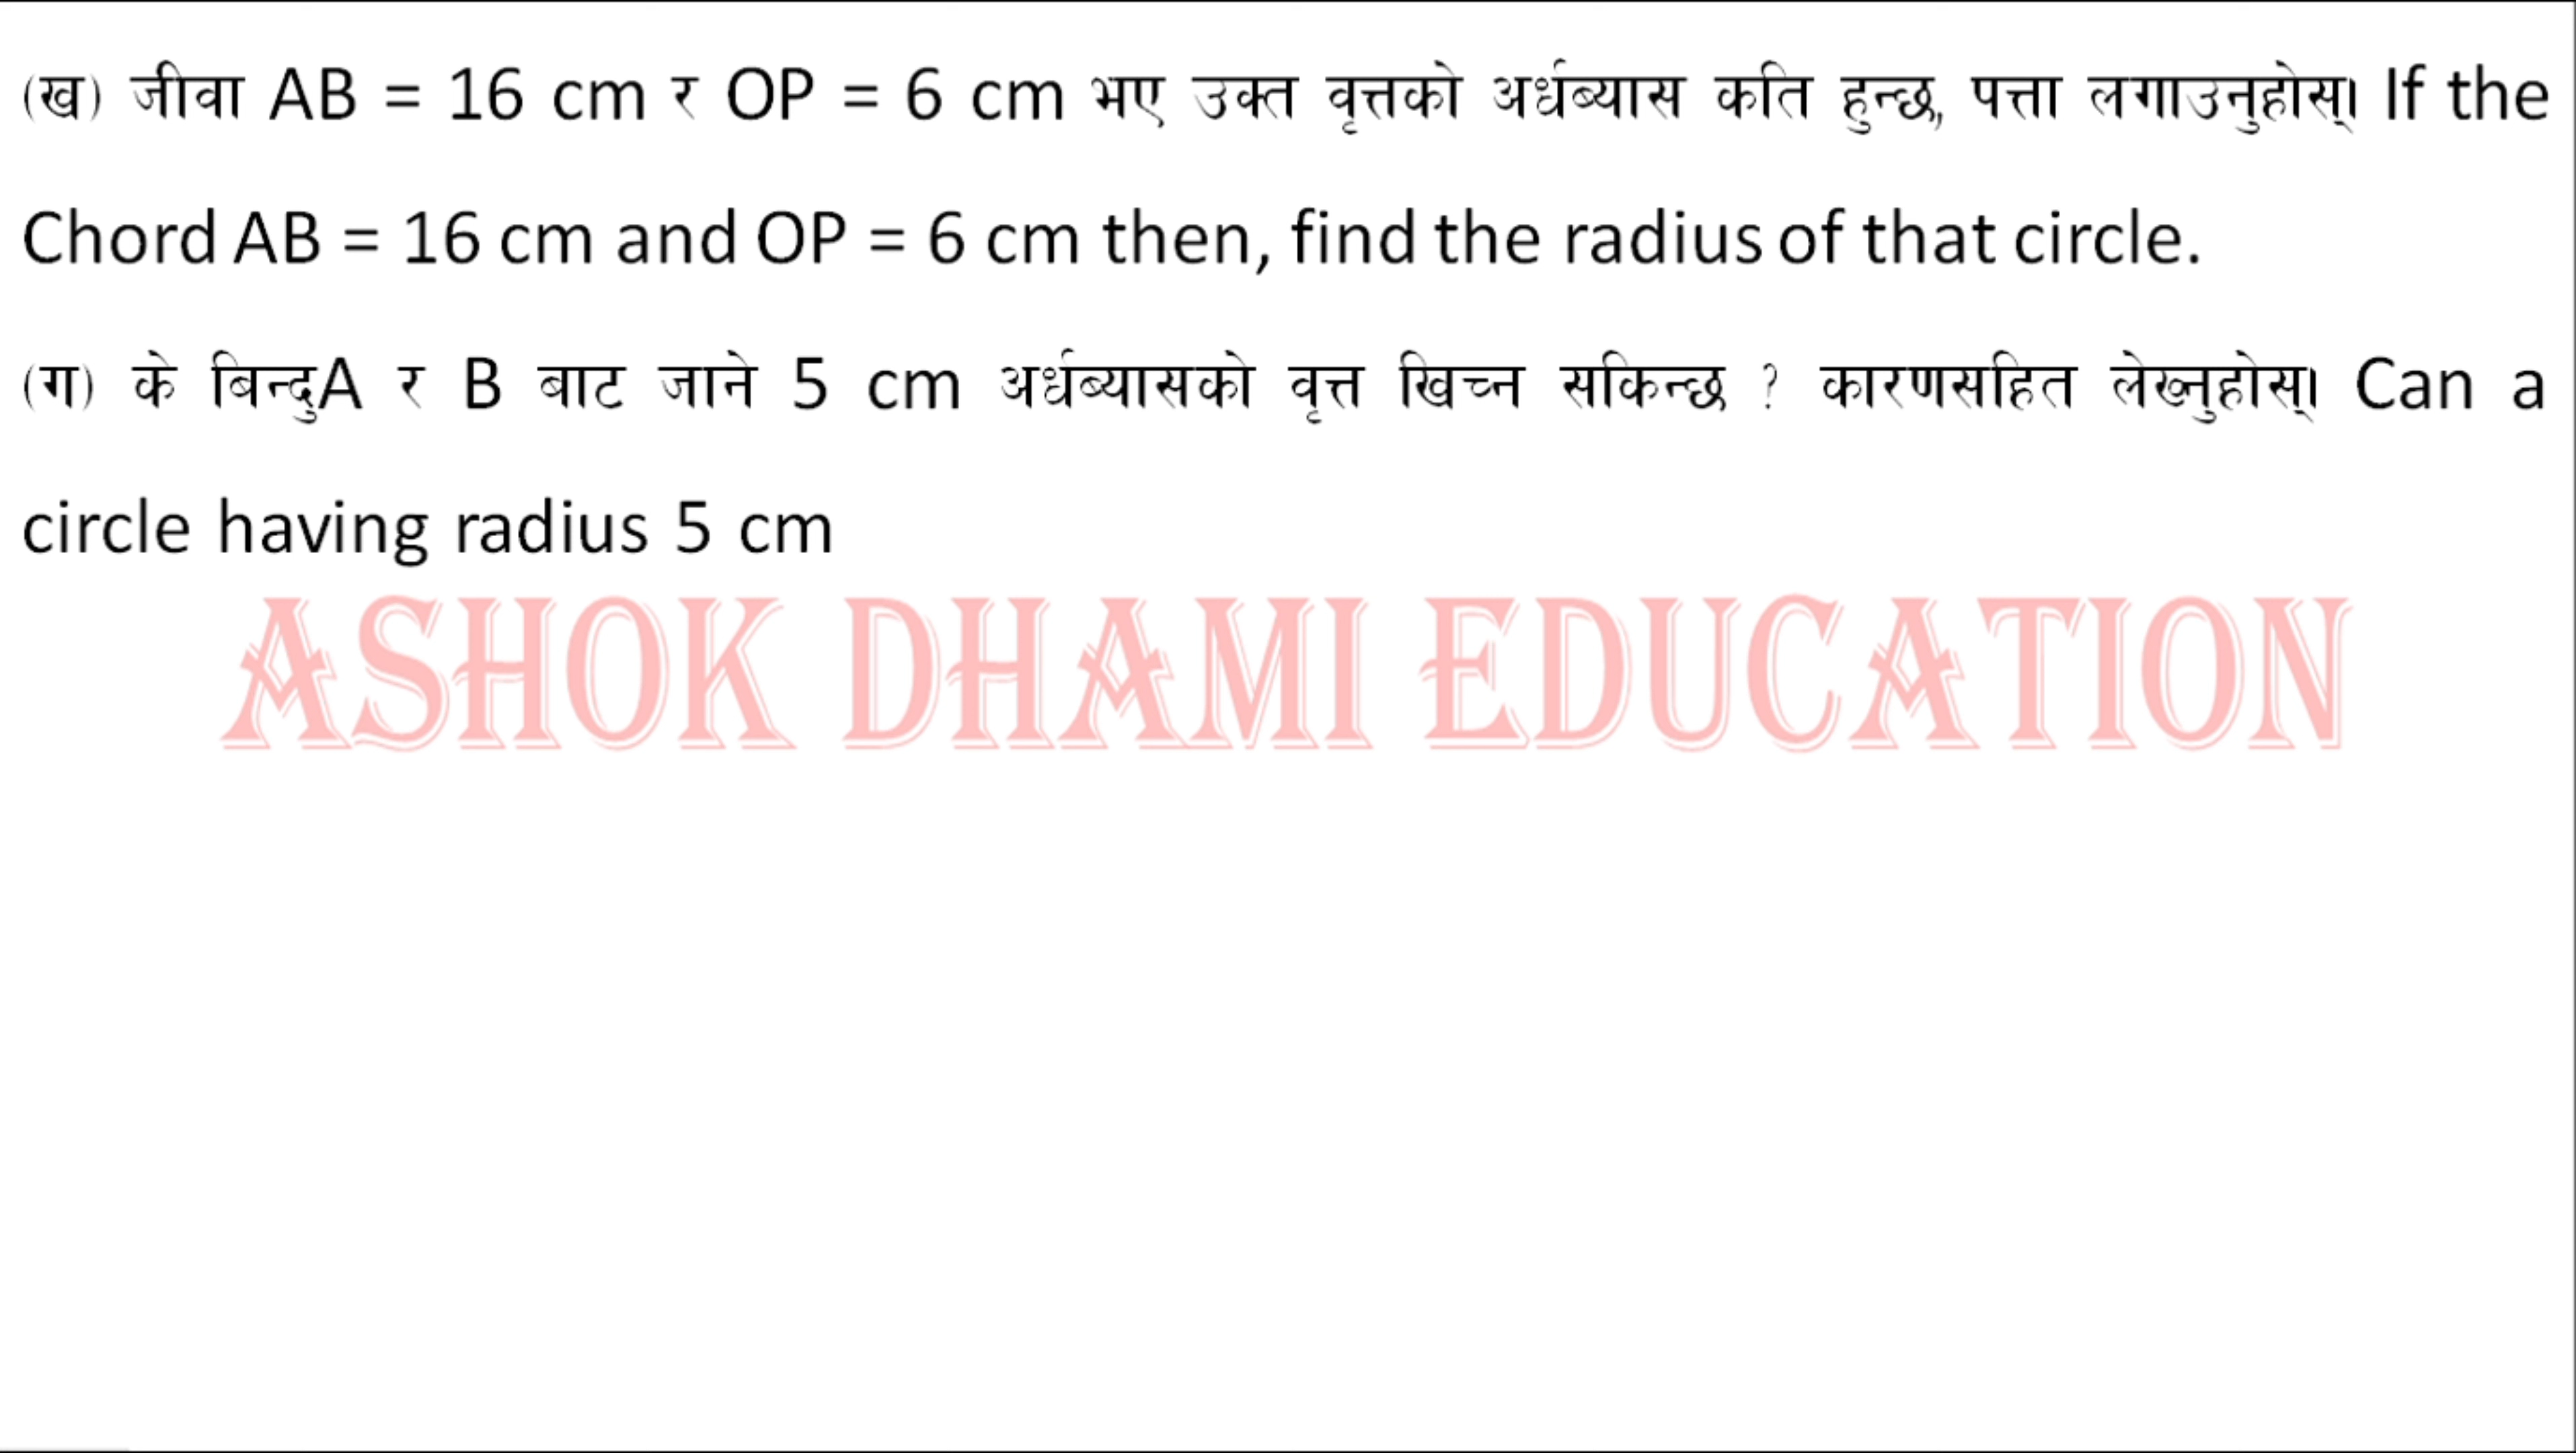 (ख) जीवा AB = 16 cm र OP = 6 cm भए उक्त वृत्तको अर्धब्यास कति हुन्छ, पत्ता लगाउनुहोस्। If the
Chord AB = 16 cm and OP = 6 cm then, find the radius of that circle.
(ग) के बिन्दुA र B बाट जाने 5 cm अर्धब्यासको वृत्त खिच्न सकिन्छ ? कारणसहित लेख्नुहोस्। Can a
circle having radius 5 cm
ASHOK DHAMI EDUCATION